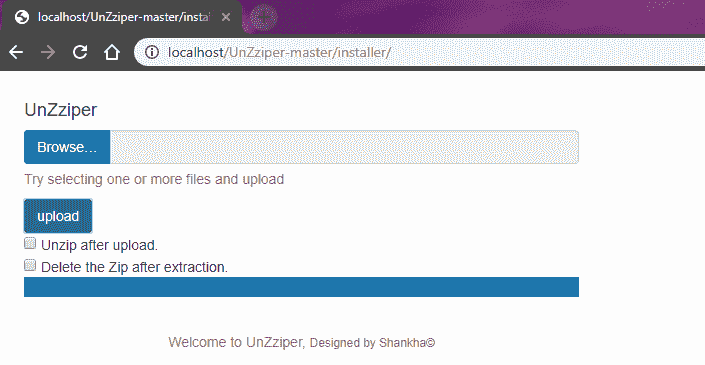 localhost/UnZziper-master/insta
localhost/UnZziper-master/installer/
UnZziper
Browse...
Try selecting one or more files and upload
upload
Unzip after upload.
Delete the Zip after extraction.
Welcome to UnZziper, Designed by Shankha©